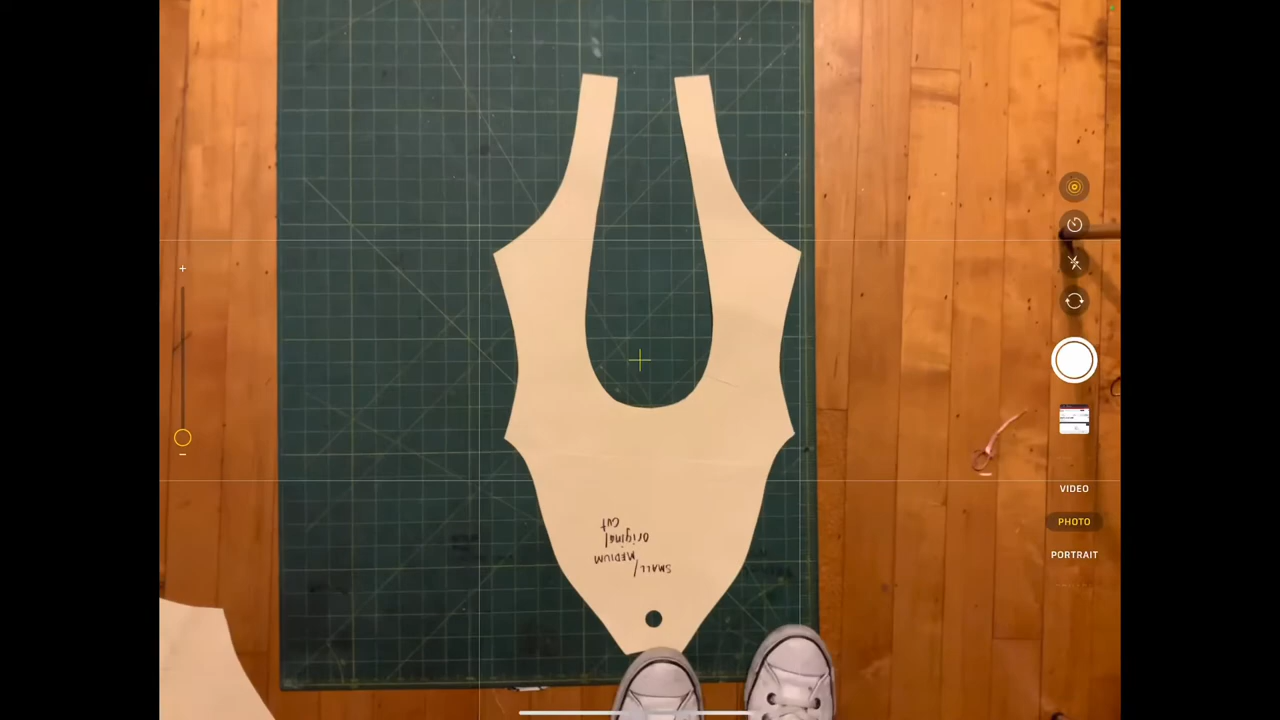 SMALL/
MEDIUM
original
CUT
VIDEO
PHOTO
PORTRAIT